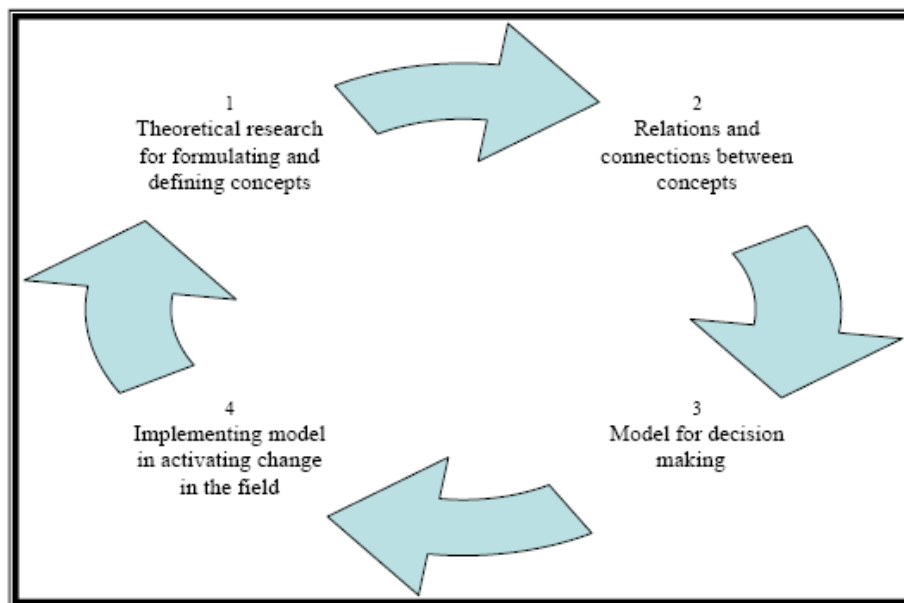 1
Theoretical research
for formulating and
defining concepts
2
Relations and
connections between
concepts
3
Model for decision
making
4
Implementing model
in activating change
in the field